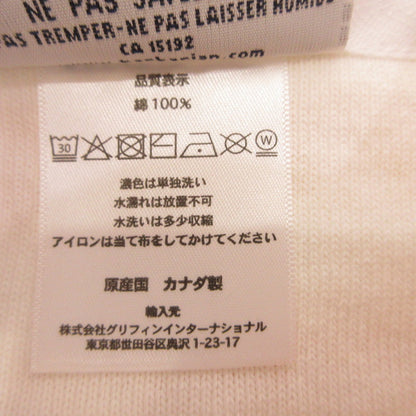 NE PAS
PAS TREMPER-NE PAS LAISSER HUMIDE
CA 15192
品質表示
綿 100%
30
W
濃色は単独洗い
水濡れは放置不可
水洗いは多少収縮
アイロンは当て布をしてかけてください
原産国 カナダ製
輸入元
株式会社グリフィンインターナショナル
東京都世田谷区奥沢 1-23-17